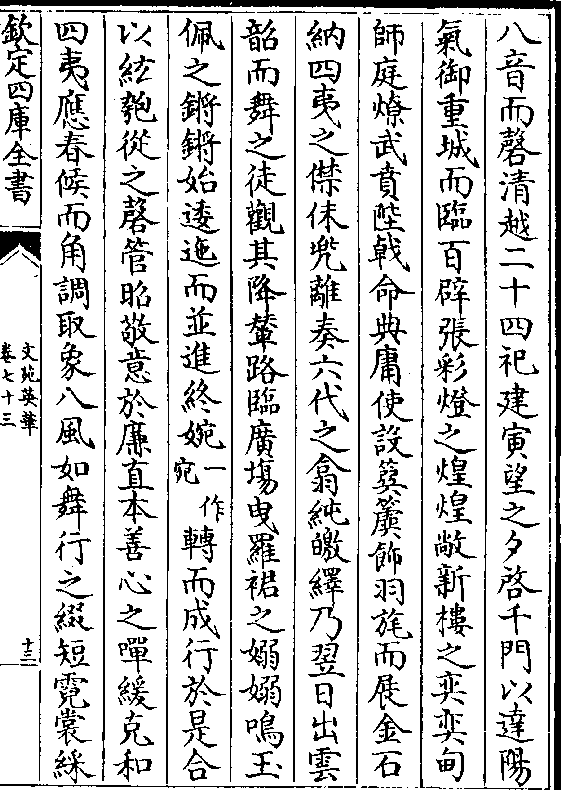 八音而磬清越二十四祀建寅望之夕啓千門以達陽
氣御重城而臨百辟張彩燈之煌煌敞新樓之奕奕甸
師庭燎武賁陛戟命典庸使設簨簴飾羽旄而展金石
納四夷之㑣佅兜離奏六代之翕純皦繹乃翌日出雲
韶而舞之徒觀其降輦路臨廣塲曳羅裾之嫋嫋鳴玉
佩之鏘鏘始逶迤而並進終婉一作宛轉而成行於是合
以絃匏從之磬管昭敬意於廉直本善心之嘽緩克和
四夷應春候而角調取象八風如舞行之綴短霓裳綵
欽定四庫全書
文苑英華
卷七十三
十三